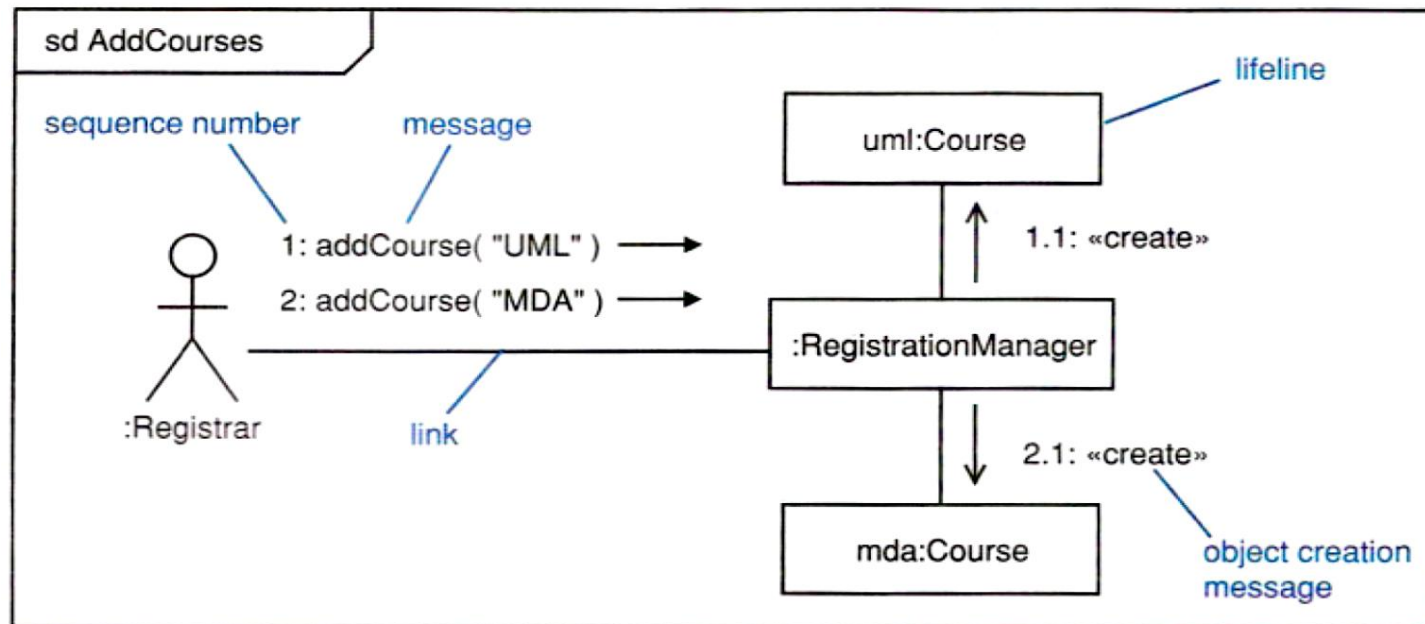 sd AddCourses
lifeline
sequence number
message
uml:Course
1: addCourse( "UML" )
1.1: «create»
2: addCourse( "MDA" )
:RegistrationManager
:Registrar
link
2.1: «create»
mda:Course
object creation
message